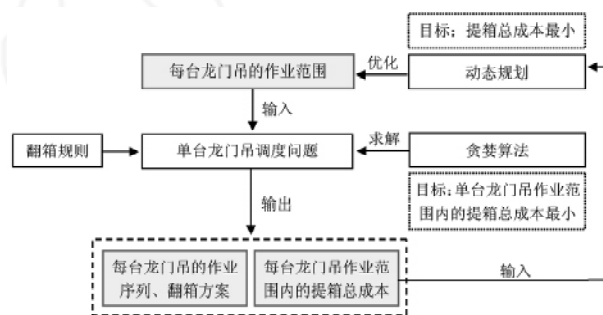 目标：提箱总成本最小
每台龙门吊的作业范围
优化
动态规划
输入
翻箱规则
单台龙门吊调度问题
求解
贪婪算法
目标：单台龙门吊作业范
围内的提箱总成本最小
输出
每台龙门吊的作业
序列、翻箱方案
每台龙门吊作业范
围内的提箱总成本
输入